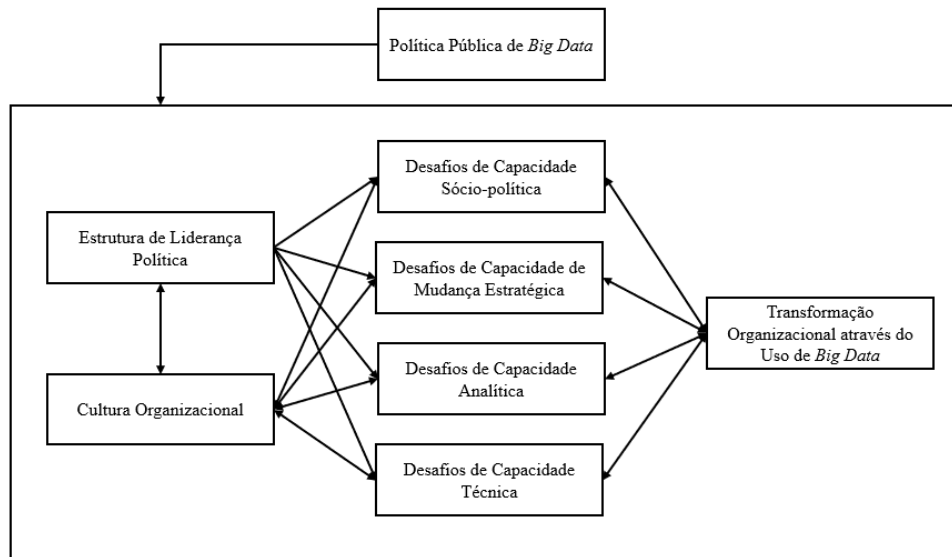 Política Pública de Big Data
Desafios de Capacidade
Sócio-política
Estrutura de Liderança
Política
Desafios de Capacidade de
Mudança Estratégica
Transformação
Organizacional através do
Uso de Big Data
Desafios de Capacidade
Analítica
Cultura Organizacional
Desafios de Capacidade
Técnica